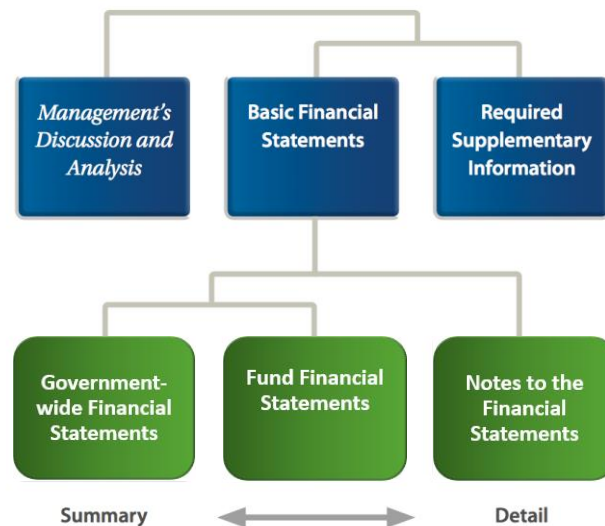 Management's
Discussion and
Analysis
Basic Financial
Statements
Required
Supplementary
Information
Government-
wide Financial
Statements
Fund Financial
Statements
Notes to the
Financial
Statements
Summary
Detail